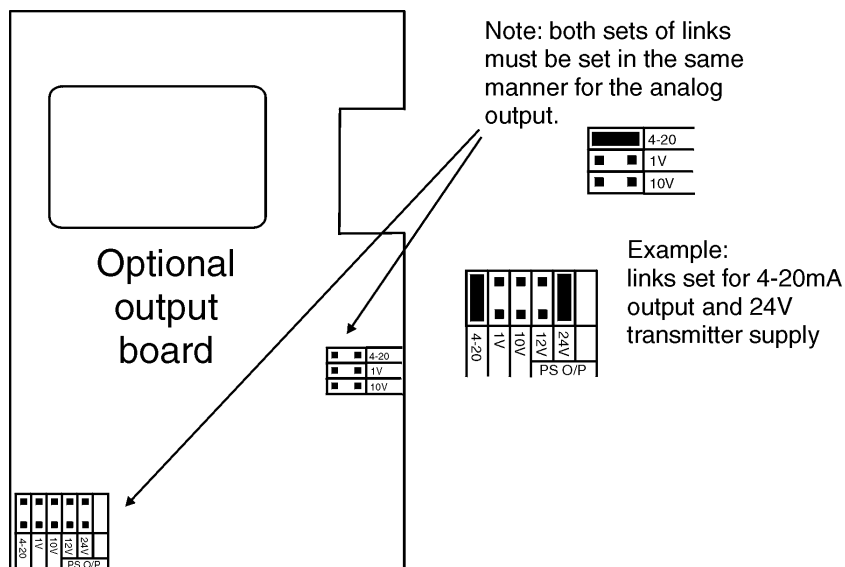 Note: both sets of links
must be set in the same
manner for the analog
output.
4-20
1V
10V
Optional
output
board
Example:
links set for 4-20mA
output and 24V
transmitter supply
4-20
1V
10V
12V
24V
PS O/P
4-20
1V
10V
4-20
1V
10V
12V
24V
PS O/P